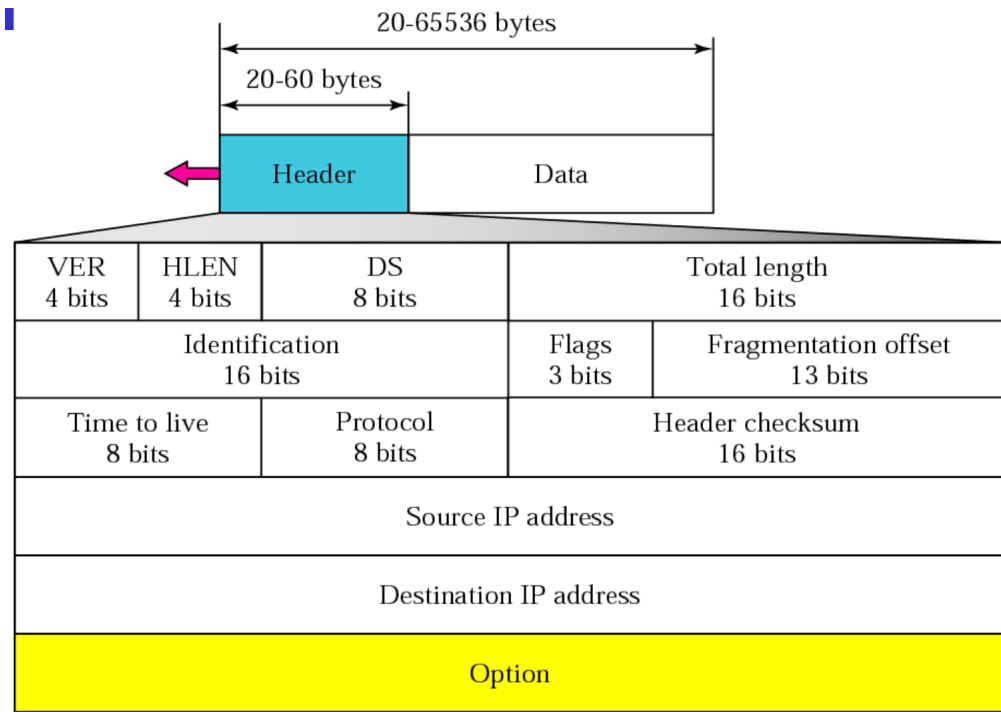 20-65536 bytes
20-60 bytes
Header
Data
VER
4 bits
HLEN
4 bits
DS
8 bits
Total length
16 bits
Identification
16 bits
Flags
3 bits
Fragmentation offset
13 bits
Time to live
8 bits
Protocol
8 bits
Header checksum
16 bits
Source IP address
Destination IP address
Option